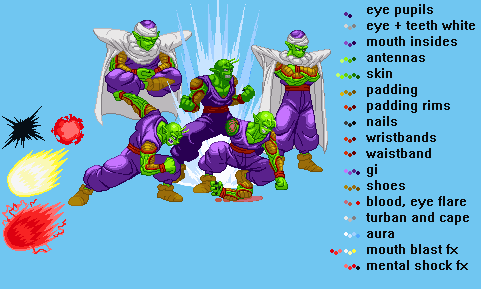 eye pupils
eye + teeth white
mouth insides
antennas
skin
padding
padding rims
nails
wristbands
waistband
gi
shoes
blood, eye flare
turban and cape
aura
mouth blast fx
mental shock fx